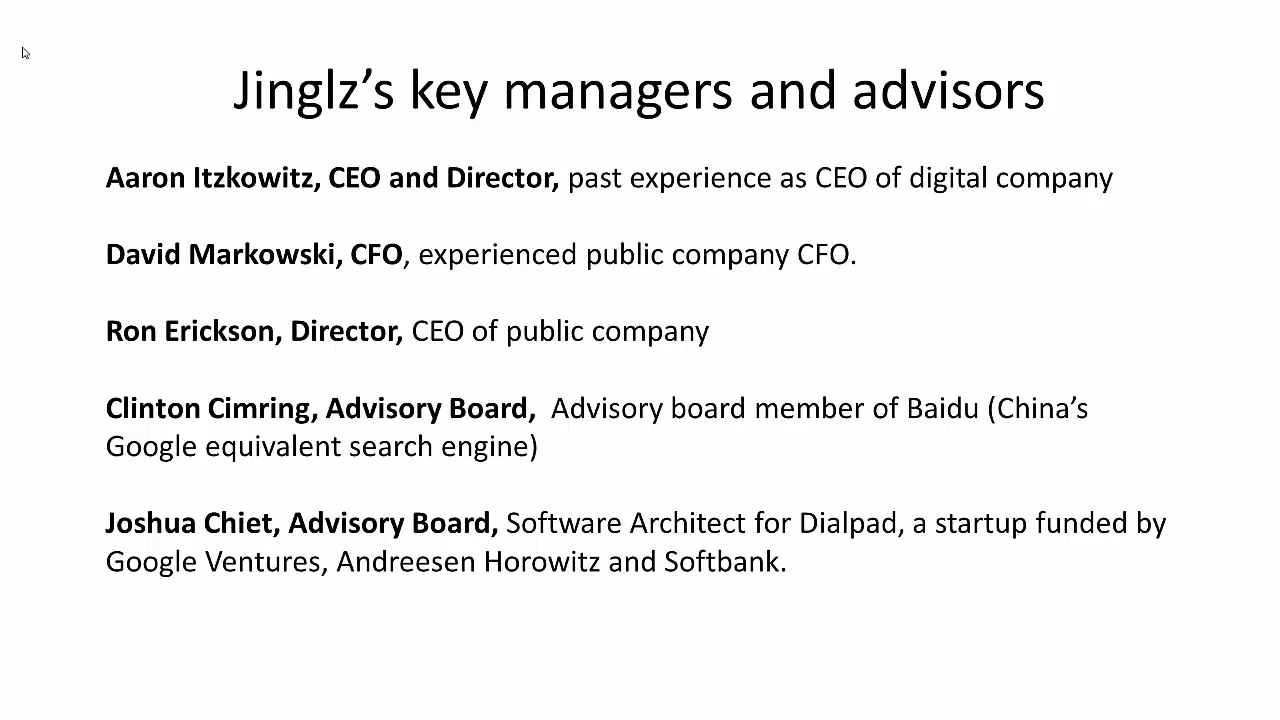 Jinglz’s key managers and advisors
Aaron Itzkowitz, CEO and Director, past experience as CEO of digital company
David Markowski, CFO, experienced public company CFO.
Ron Erickson, Director, CEO of public company
Clinton Cimring, Advisory Board,  Advisory board member of Baidu (China’s
Google equivalent search engine)
Joshua Chiet, Advisory Board, Software Architect for Dialpad, a startup funded by
Google Ventures, Andreesen Horowitz and Softbank.